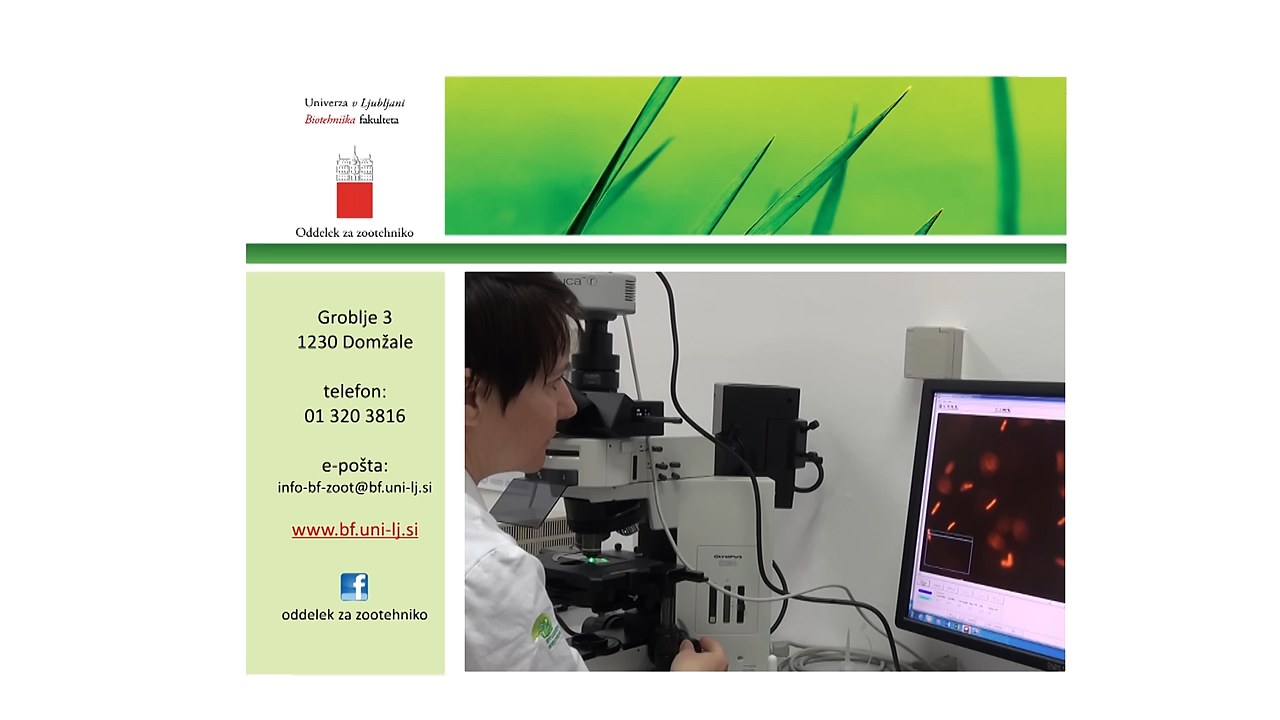 Univerza v Ljubljani
Biotehniška fakulteta
Oddelek za zootehniko
Groblje 3
1230 Domžale
telefon:
01 320 3816
e-pošta:
info-bf-zoot@bf.uni-lj.si
www.bf.uni-lj.si
f
oddelek za zootehniko
OLYMPUS